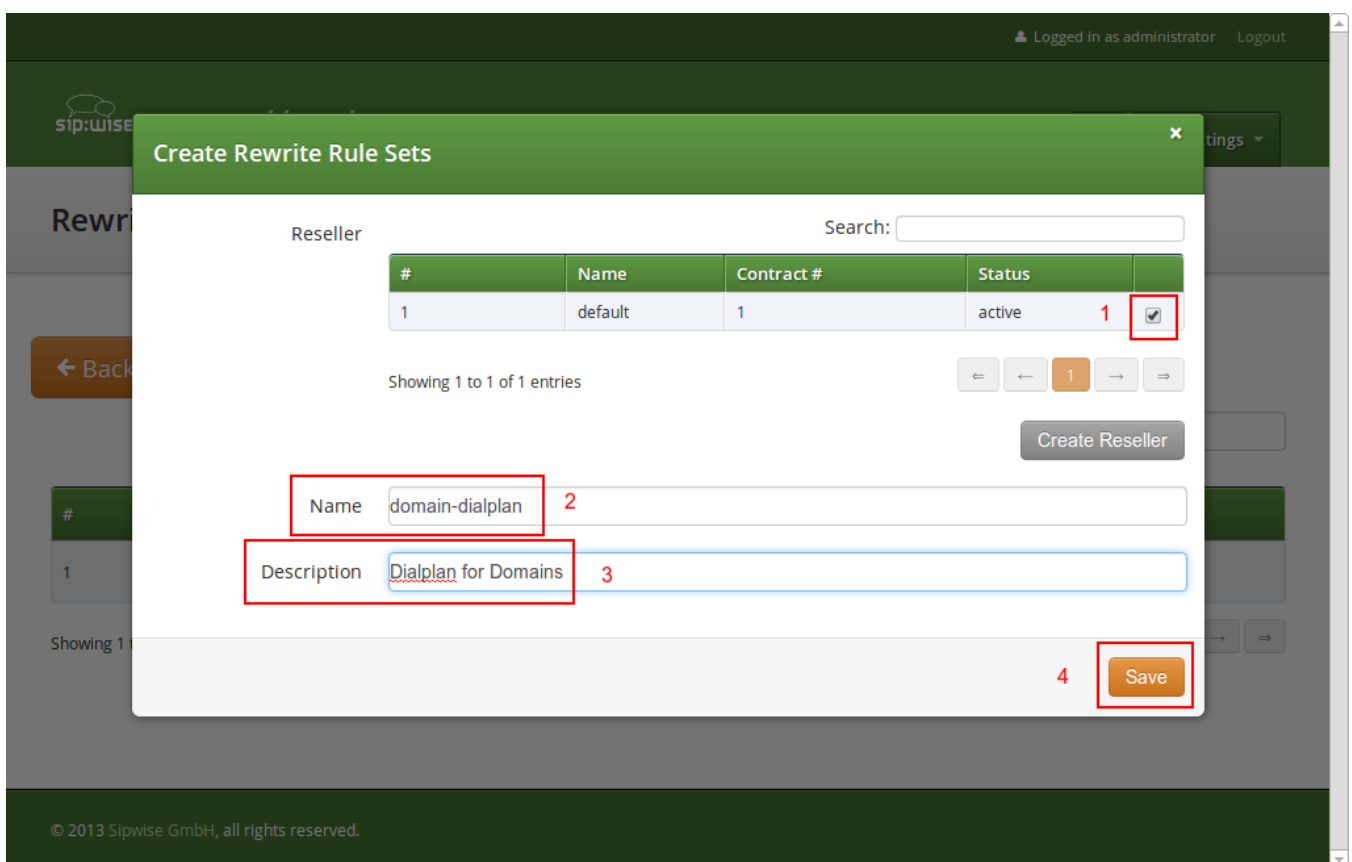 Logged in as administrator Logout
sip:wise
tings
Create Rewrite Rule Sets ×
Rewri
Reseller
Search:
# Name Contract # Status
1 default 1 active 1
← Back
Showing 1 to 1 of 1 entries
⇐ ← 1 → ⇒
Create Reseller
Name domain-dialplan 2
#
Description Dialplan for Domains 3
1
Showing 1 t
→ ⇒
4 Save
© 2013 Sipwise GmbH, all rights reserved.